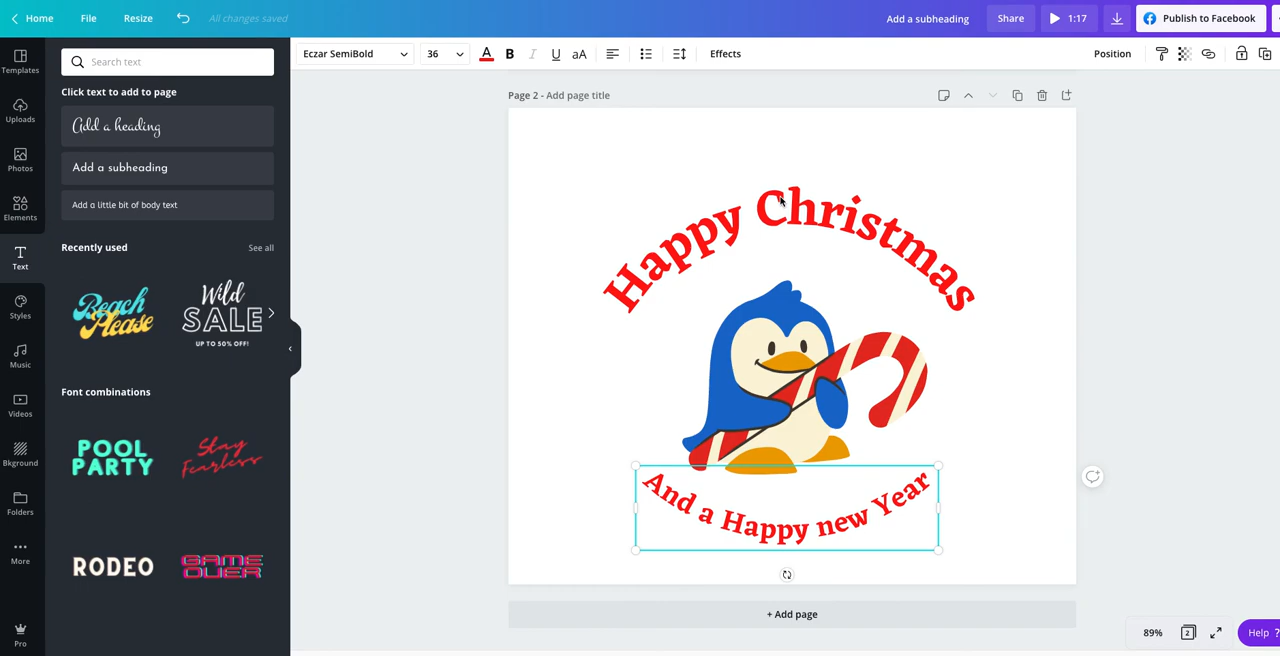 Home File Resize All changes saved Add a subheading Share 1:17 Publish to Facebook
Eczar SemiBold 36 A B I U aA Effects Position
Templates
Uploads
Photos
Elements
Text
Styles
Music
Videos
Bkground
Folders
More
Pro
Search text
Click text to add to page
Add a heading
Add a subheading
Add a little bit of body text
Recently used See all
Beach
Please
Wild
SALE
UP TO 50% OFF!
Font combinations
POOL
PARTY
Stay
Fearless
RODEO
GAME
OVER
Page 2 - Add page title
Happy Christmas
And a Happy new Year
+ Add page
89% 2 Help ?